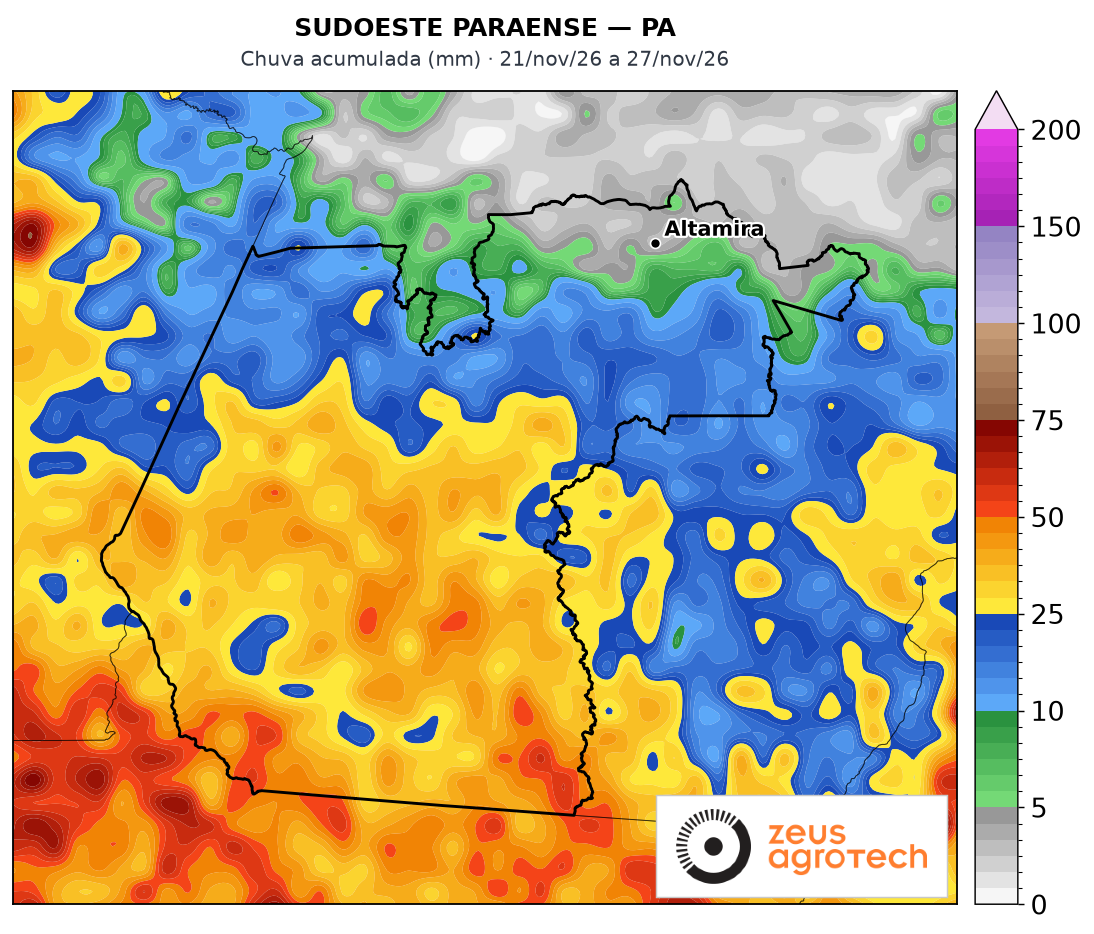 SUDOESTE PARAENSE — PA
Chuva acumulada (mm) · 21/nov/26 a 27/nov/26
Altamira
200
150
100
75
50
25
10
5
0
zeus
agrotech